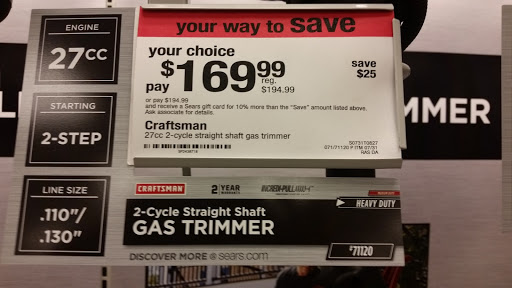 ENGINE
27CC
STARTING
2-STEP
LINE SIZE
.110"/
.130"
your way to save
your choice
pay $169.99
reg.
$194.99
save
$25
or pay $194.99
and receive a Sears gift card for 10% more than the "Save" amount listed above.
Ask associate for details.
Craftsman
27cc 2-cycle straight shaft gas trimmer
MMER
CRAFTSMAN
2 YEAR
WARRANTY
HEAVY DUTY
2-Cycle Straight Shaft
GAS TRIMMER
71120
DISCOVER MORE @ sears.com